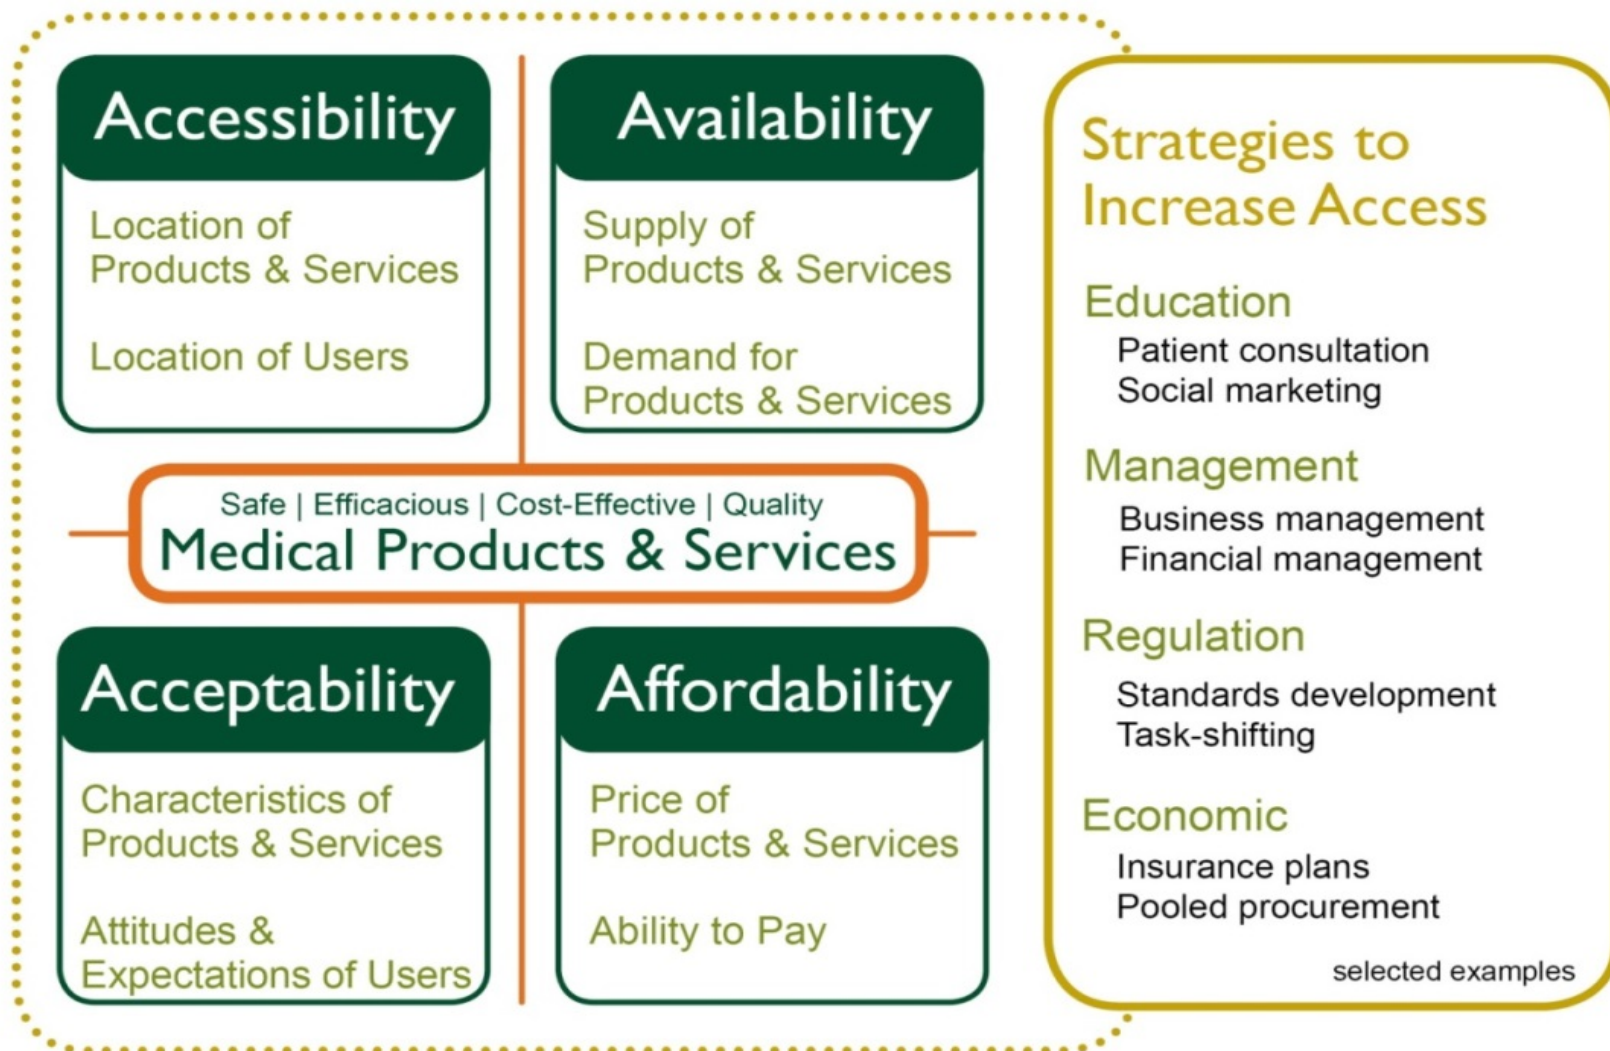 Accessibility
Location of
Products & Services
Location of Users
Availability
Supply of
Products & Services
Demand for
Products & Services
Safe | Efficacious | Cost-Effective | Quality
Medical Products & Services
Acceptability
Characteristics of
Products & Services
Attitudes &
Expectations of Users
Affordability
Price of
Products & Services
Ability to Pay
Strategies to
Increase Access
Education
Patient consultation
Social marketing
Management
Business management
Financial management
Regulation
Standards development
Task-shifting
Economic
Insurance plans
Pooled procurement
selected examples